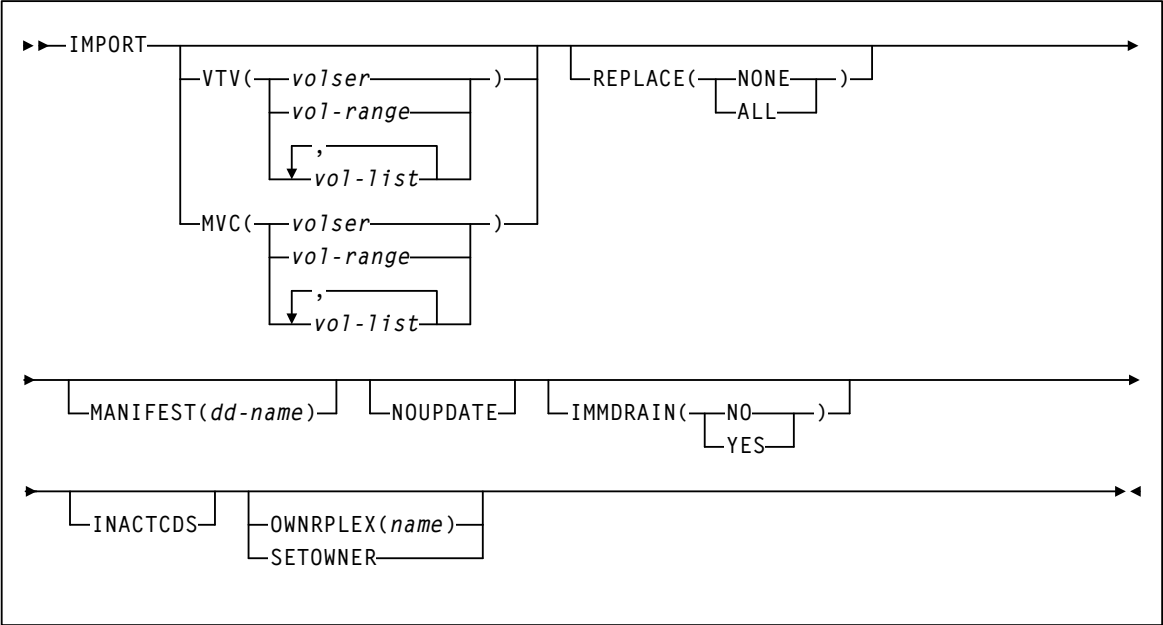 IMPORT
VTV( volser )
vol-range
,
vol-list
MVC( volser )
vol-range
,
vol-list
REPLACE( NONE )
ALL
MANIFEST(dd-name)
NOUPDATE
IMMDRAIN( NO )
YES
INACTCDS
OWNRPLEX(name)
SETOWNER